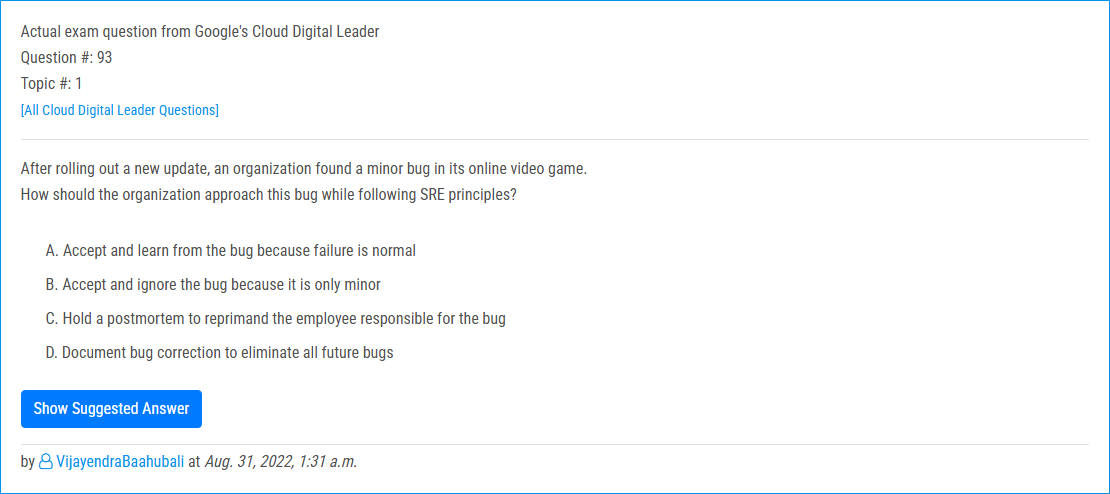 Actual exam question from Google's Cloud Digital Leader
Question #: 93
Topic #: 1
[All Cloud Digital Leader Questions]
After rolling out a new update, an organization found a minor bug in its online video game.
How should the organization approach this bug while following SRE principles?
A. Accept and learn from the bug because failure is normal
B. Accept and ignore the bug because it is only minor
C. Hold a postmortem to reprimand the employee responsible for the bug
D. Document bug correction to eliminate all future bugs
Show Suggested Answer
by VijayendraBaahubali at Aug. 31, 2022, 1:31 a.m.